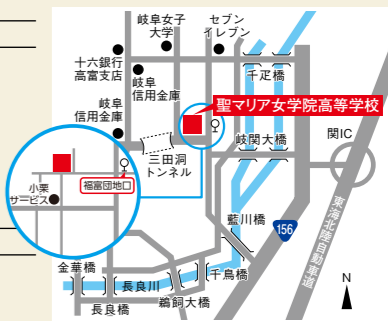 岐阜女子
大学
セブン
イレブン
十六銀行
高富支店
岐阜
信用金庫
千疋橋
聖マリア女学院高等学校
岐阜
信用金庫
三田洞
トンネル
岐関大橋
関IC
福富団地口
小栗
サービス
藍川橋
156
東海北陸自動車道
金華橋
長良川
千鳥橋
長良橋
鵜飼大橋
N